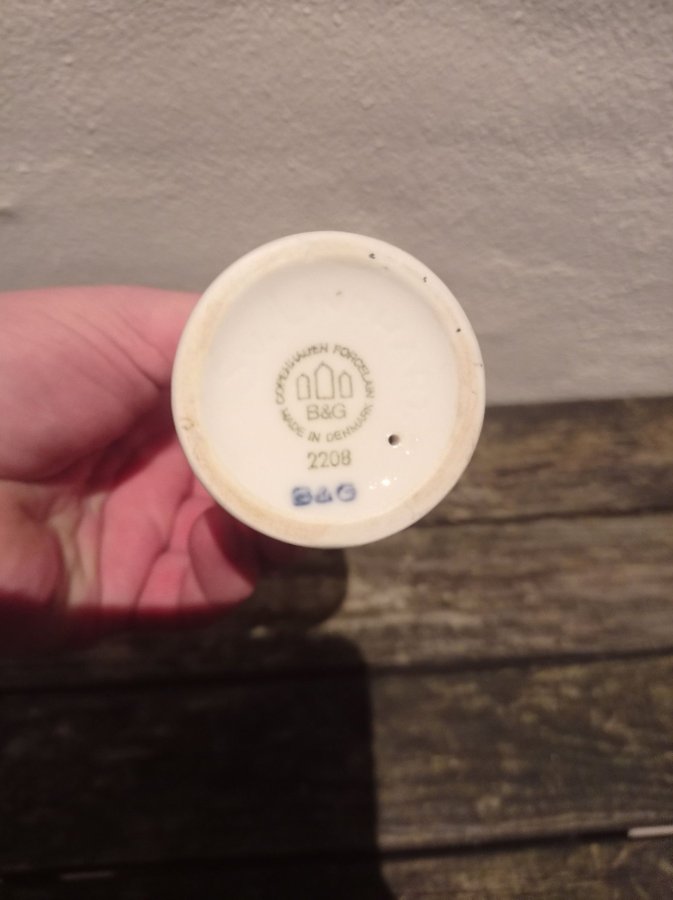 COPENHAGEN PORCELAIN
B&G
MADE IN DENMARK
2208
B&G